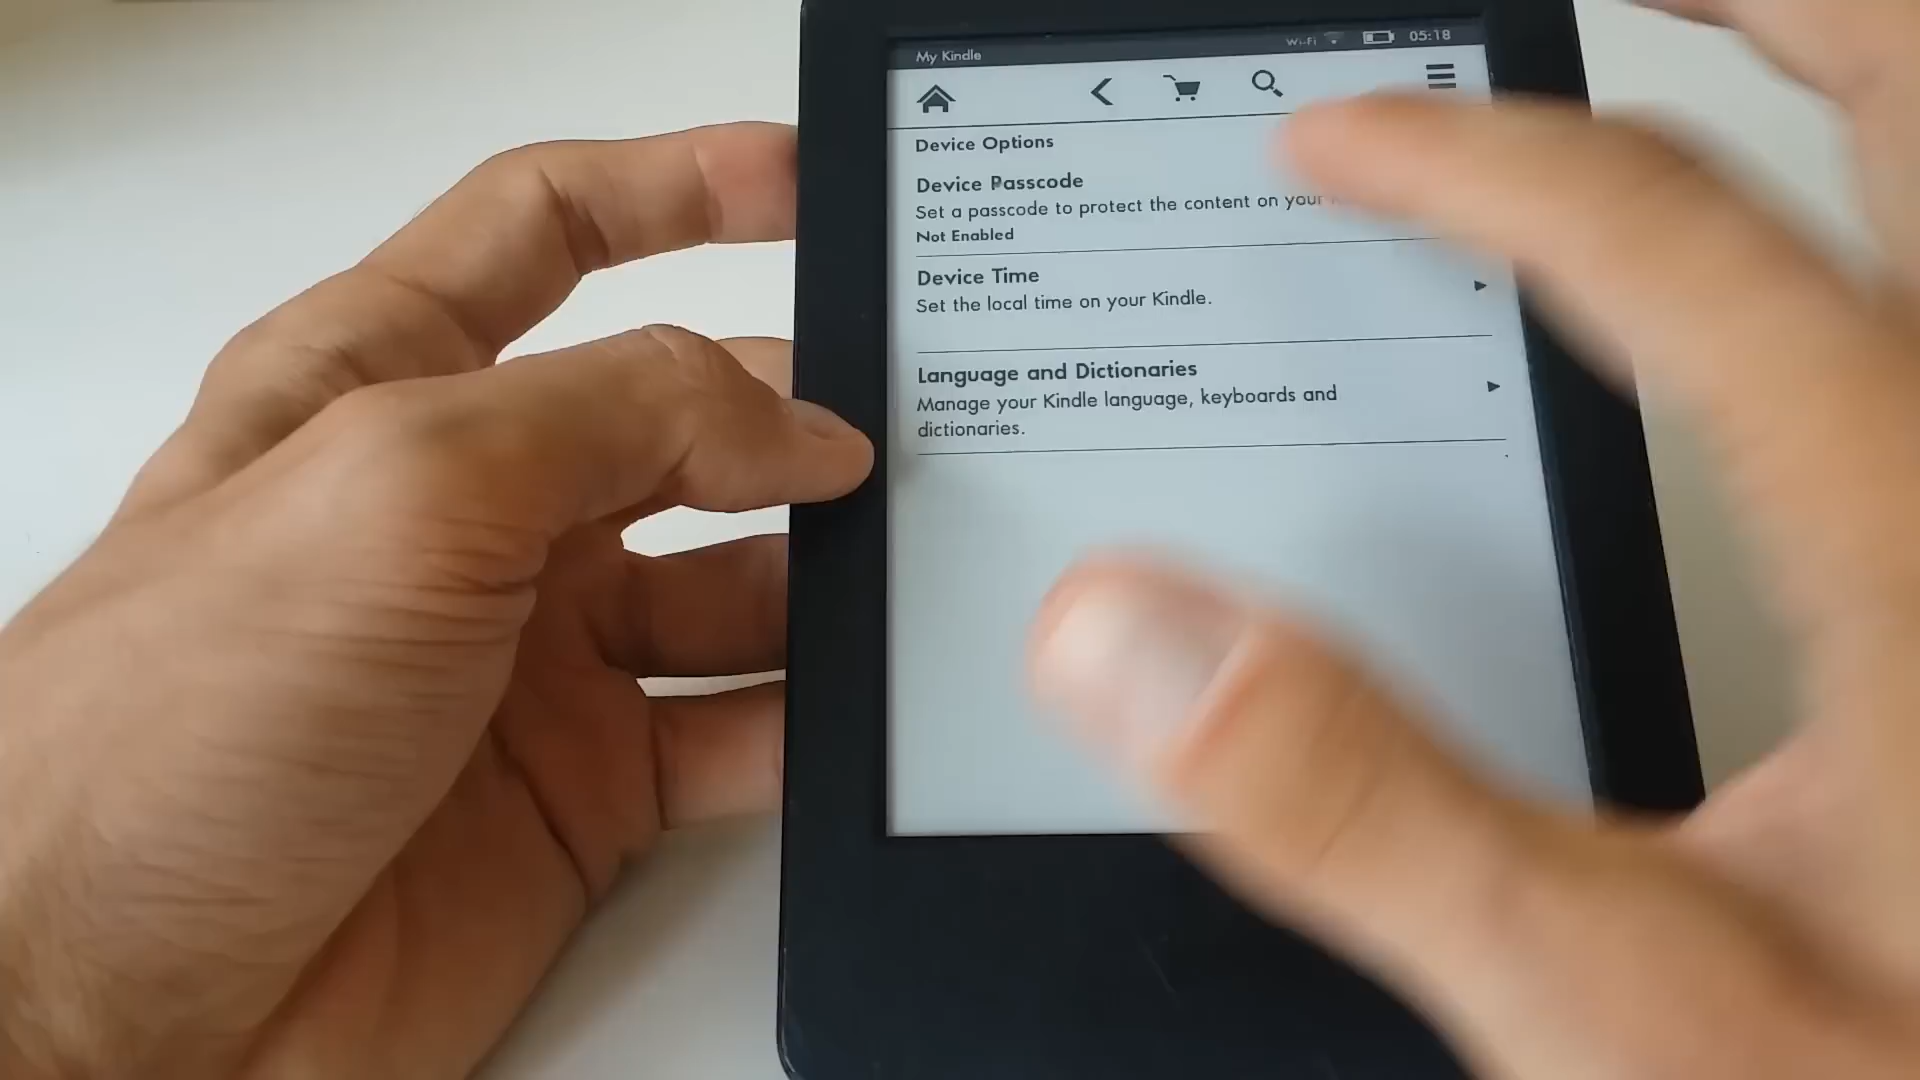 My Kindle
Wi-Fi 05:18
Device Options
Device Passcode
Set a passcode to protect the content on your
Not Enabled
Device Time
Set the local time on your Kindle.
Language and Dictionaries
Manage your Kindle language, keyboards and
dictionaries.